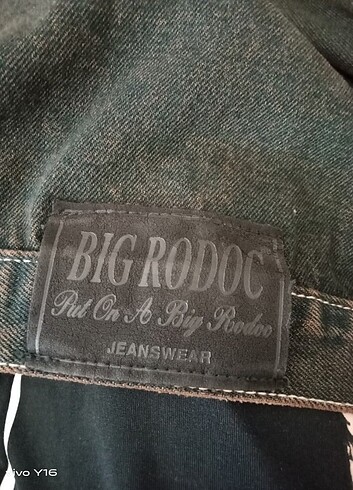 BIG RODOC
Put On A Big Rodoc
JEANSWEAR
vivo Y16